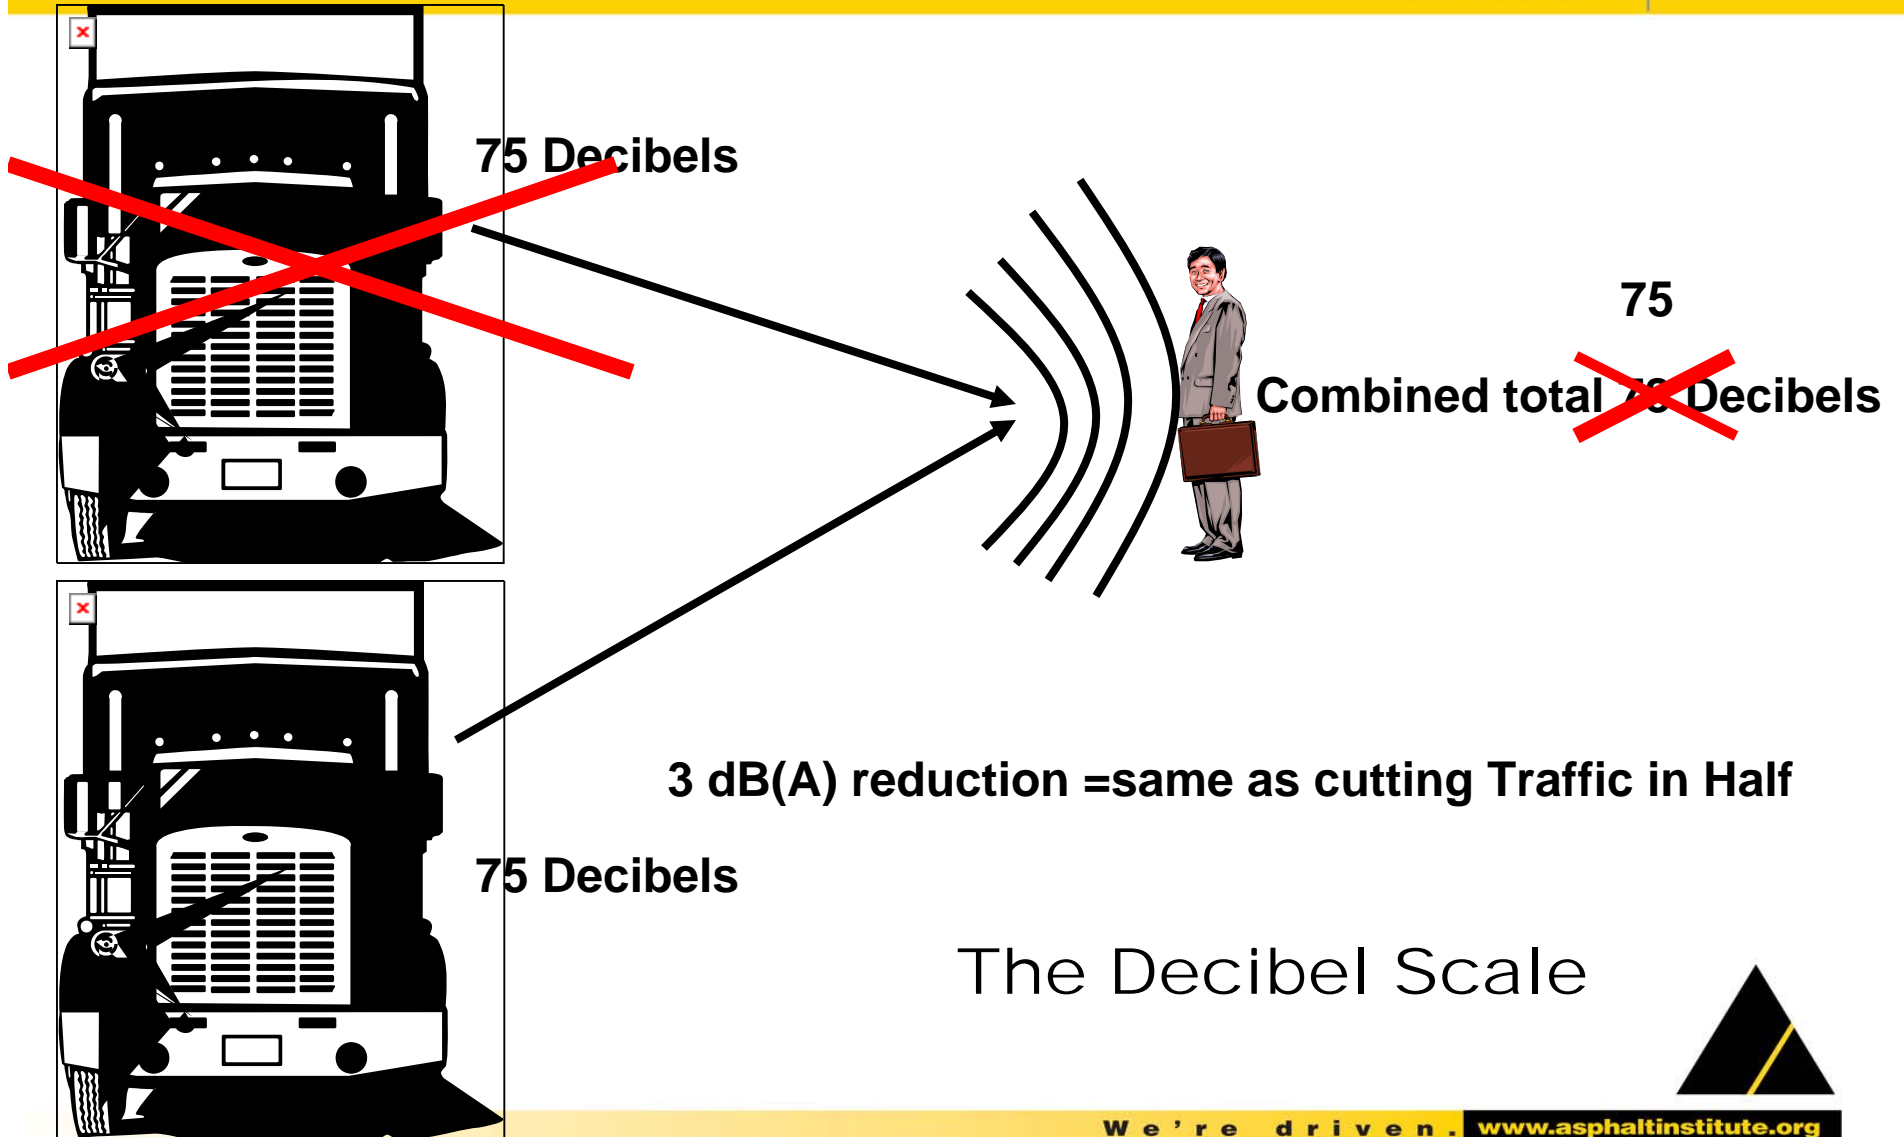 75 Decibels
75
Combined total Decibels
3 dB(A) reduction =same as cutting Traffic in Half
75 Decibels
The Decibel Scale
We're driven. www.asphaltinstitute.org